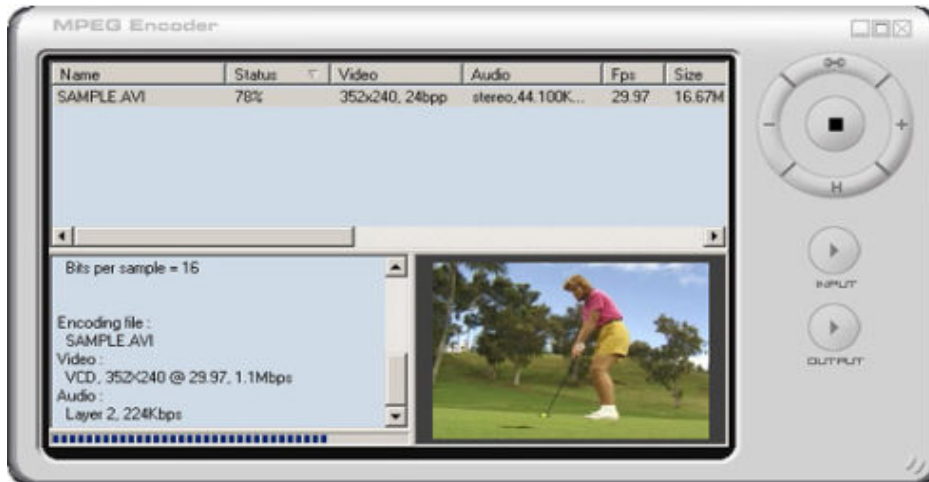 MPEG Encoder
Name Status Video Audio Fps Size
SAMPLE.AVI 78% 352x240, 24bpp stereo,44.100K... 29.97 16.67M
Bits per sample = 16
Encoding file :
SAMPLE.AVI
Video :
VCD, 352X240 @ 29.97, 1.1Mbps
Audio :
Layer 2, 224Kbps
- +
H
INPUT
OUTPUT